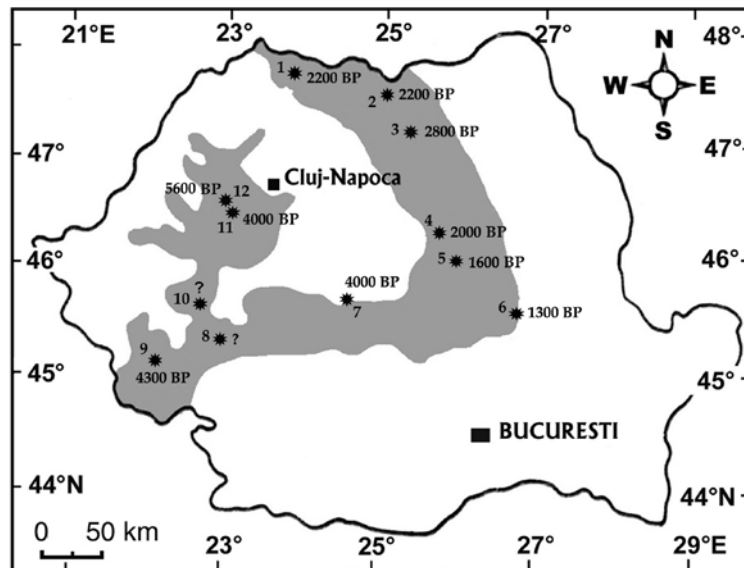 21°E 23° 25° 27° 48°
N
W E
S
1 2200 BP
2 2200 BP
3 2800 BP
47° 47°
Cluj-Napoca
5600 BP 12
11 4000 BP
4 2000 BP
5 1600 BP
46° 46°
4000 BP
7
10 ?
6 1300 BP
8 ?
9
4300 BP
45° 45°
BUCURESTI
44°N 44°N
0 50 km
23° 25° 27° 29°E